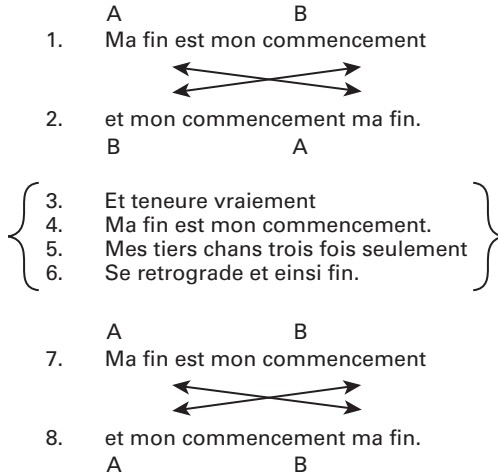 A B
1. Ma fin est mon commencement
2. et mon commencement ma fin.
B A
3. Et teneure vraiement
4. Ma fin est mon commencement.
5. Mes tiers chans trois fois seulement
6. Se retrograde et einsi fin.
A B
7. Ma fin est mon commencement
8. et mon commencement ma fin.
A B